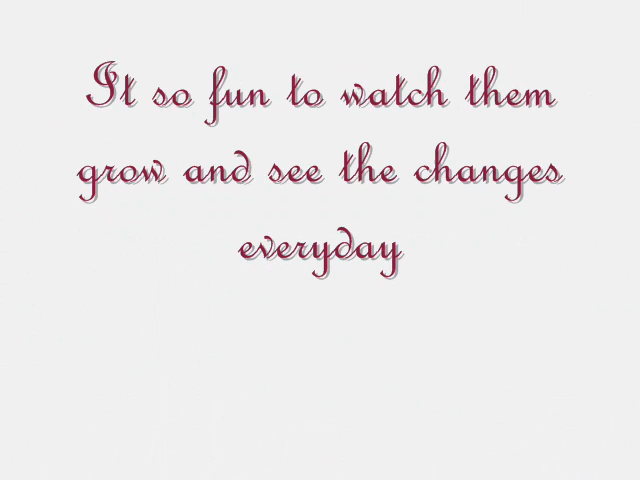 It so fun to watch them
grow and see the changes
everyday